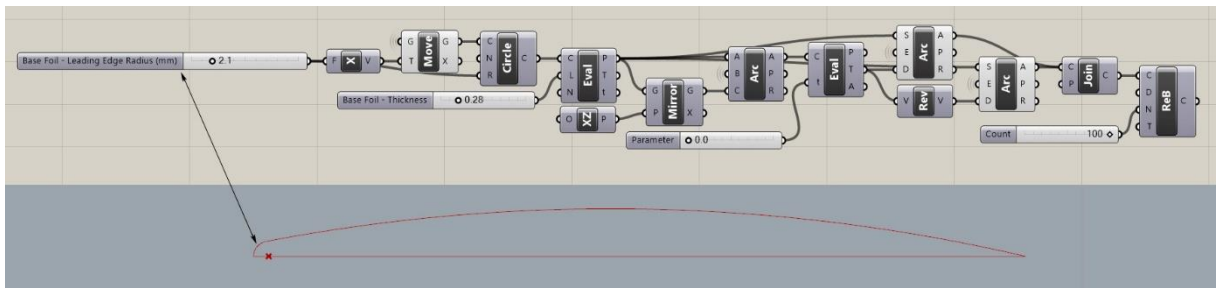 Base Foil - Leading Edge Radius (mm) 2.1
F X V
G T Move G X
C N R Circle C
Base Foil - Thickness 0.28
C L N Eval P T t
O XZ P
G P Mirror G X
Parameter 0.0
A B C Arc A P R
C t Eval P T A
S E D Arc A P R
V Rev V
S E D Arc A P R
Count 100
C P Join C
C D N T ReB C